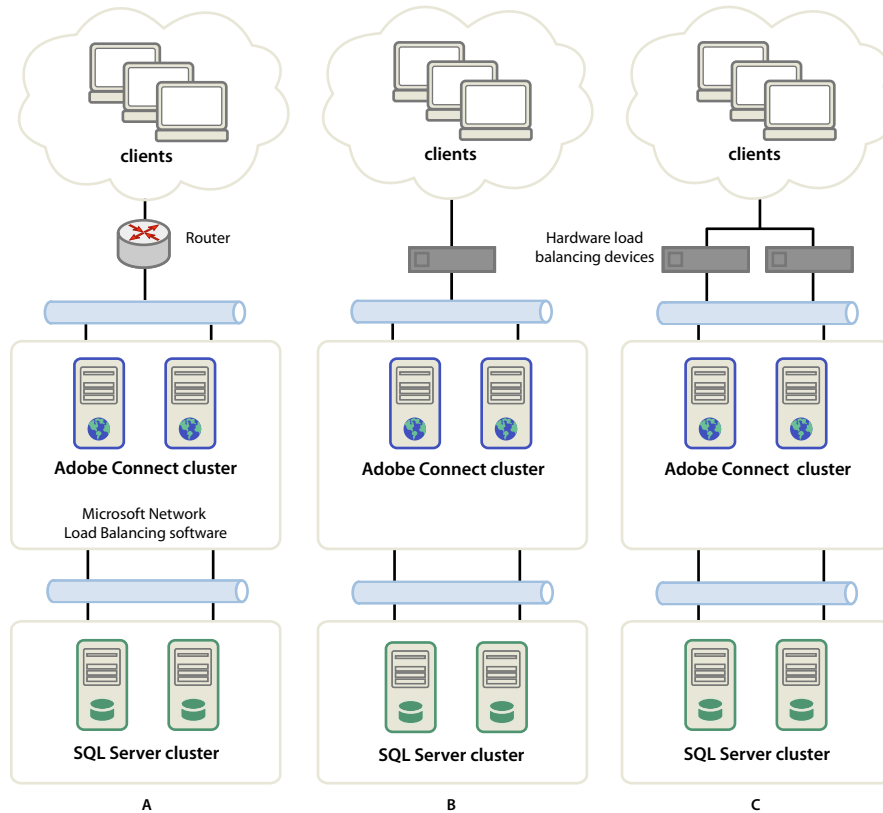 clients
clients
clients
Router
Hardware load
balancing devices
Adobe Connect cluster
Adobe Connect cluster
Adobe Connect cluster
Microsoft Network
Load Balancing software
SQL Server cluster
SQL Server cluster
SQL Server cluster
A
B
C